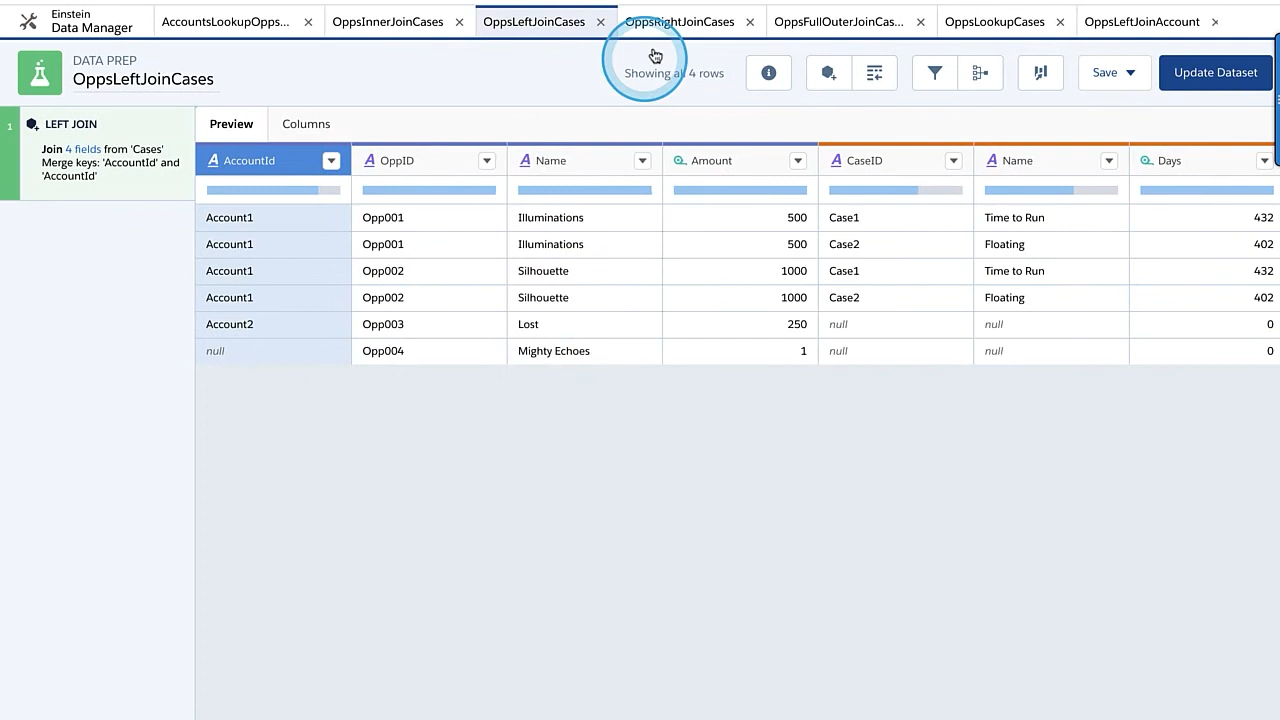 Einstein
Data Manager
AccountsLookupOpps...
OppsInnerJoinCases
OppsLeftJoinCases
OppsRightJoinCases
OppsFullOuterJoinCas...
OppsLookupCases
OppsLeftJoinAccount
DATA PREP
OppsLeftJoinCases
Showing all 4 rows
Save
Update Dataset
1
LEFT JOIN
Join 4 fields from 'Cases'
Merge keys: 'AccountId' and
'AccountId'
Preview Columns
A AccountId A OppID A Name Amount A CaseID A Name Days
Account1 Opp001 Illuminations 500 Case1 Time to Run 432
Account1 Opp001 Illuminations 500 Case2 Floating 402
Account1 Opp002 Silhouette 1000 Case1 Time to Run 432
Account1 Opp002 Silhouette 1000 Case2 Floating 402
Account2 Opp003 Lost 250 null null 0
null Opp004 Mighty Echoes 1 null null 0